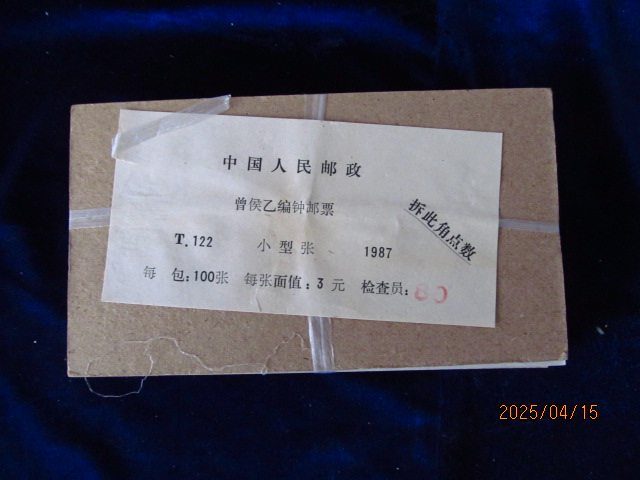 中国人民邮政
曾侯乙编钟邮票
拆此角点数
T.122 小型张 1987
每 包:100张 每张面值:3 元 检查员:
2025/04/15